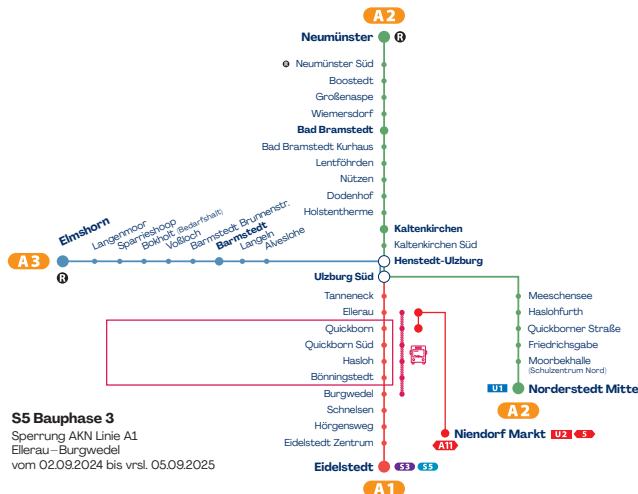 A2
Neumünster R
R Neumünster Süd
Boostedt
Großenaspe
Wiemersdorf
Bad Bramstedt
Bad Bramstedt Kurhaus
Lentföhrden
Nützen
Dodenhof
Holstentherme
Kaltenkirchen
Kaltenkirchen Süd
Henstedt-Ulzburg
A3
R
Elmshorn
Langenmoor
Sparrieshoop
Bokholt (Bedarfshalt)
Voßloch
Barmstedt Brunnenstr.
Barmstedt
Langeln
Alveslohe
Ulzburg Süd
Tanneneck
Ellerau
Quickborn
Quickborn Süd
Hasloh
Bönningstedt
Burgwedel
Schnelsen
Hörgensweg
Eidelstedt Zentrum
Eidelstedt S3 S5
A1
Meeschensee
Haslohfurth
Quickborner Straße
Friedrichsgabe
Moorbekhalle
(Schulzentrum Nord)
U1 Norderstedt Mitte
A2
Niendorf Markt U2 5
A11
S5 Bauphase 3
Sperrung AKN Linie A1
Ellerau–Burgwedel
vom 02.09.2024 bis vrsl. 05.09.2025